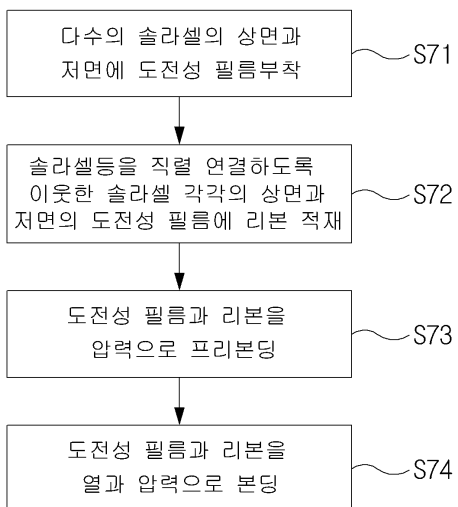 다수의 솔라셀의 상면과
저면에 도전성 필름부착
S71
솔라셀등을 직렬 연결하도록
이웃한 솔라셀 각각의 상면과
저면의 도전성 필름에 리본 적재
S72
도전성 필름과 리본을
압력으로 프리본딩
S73
도전성 필름과 리본을
열과 압력으로 본딩
S74